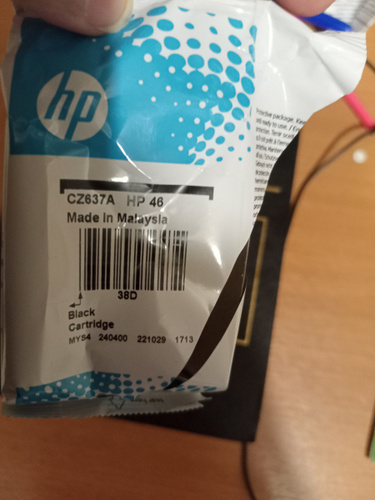 hp
CZ637A HP 46
Made in Malaysia
38D
Black
Cartridge
MYS4 240400 221029 1713